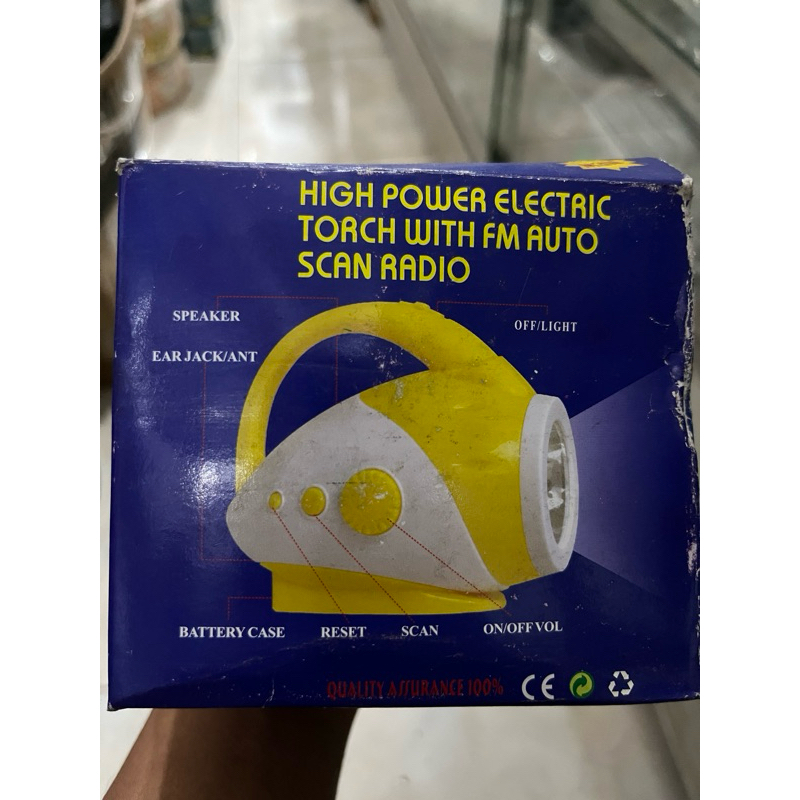 HIGH POWER ELECTRIC
TORCH WITH FM AUTO
SCAN RADIO
SPEAKER
OFF/LIGHT
EAR JACK/ANT
BATTERY CASE
RESET
SCAN
ON/OFF VOL
QUALITY ASSURANCE 100%
CE